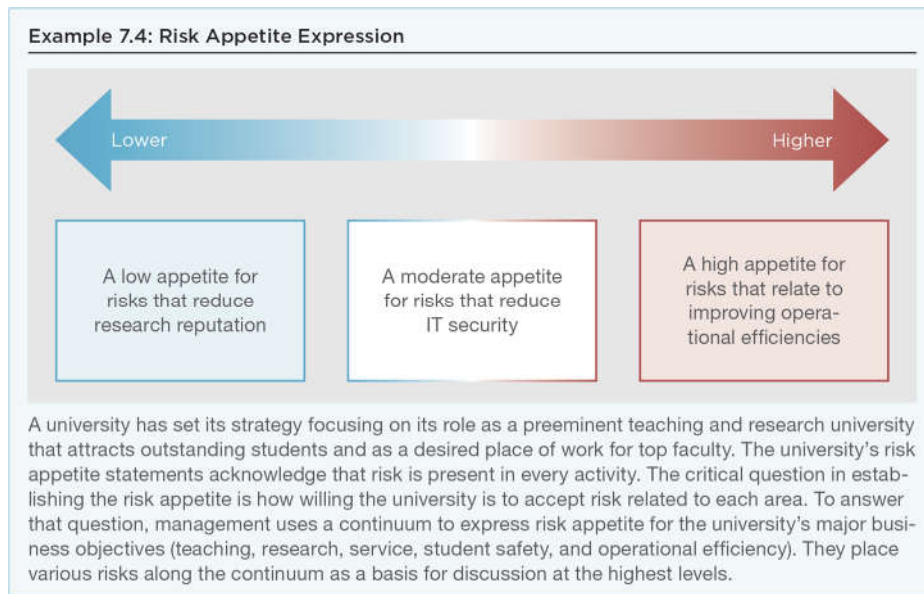 Example 7.4: Risk Appetite Expression
Lower
Higher
A low appetite for
risks that reduce
research reputation
A moderate appetite
for risks that reduce
IT security
A high appetite for
risks that relate to
improving opera-
tional efficiencies
A university has set its strategy focusing on its role as a preeminent teaching and research university
that attracts outstanding students and as a desired place of work for top faculty. The university's risk
appetite statements acknowledge that risk is present in every activity. The critical question in estab-
lishing the risk appetite is how willing the university is to accept risk related to each area. To answer
that question, management uses a continuum to express risk appetite for the university's major busi-
ness objectives (teaching, research, service, student safety, and operational efficiency). They place
various risks along the continuum as a basis for discussion at the highest levels.